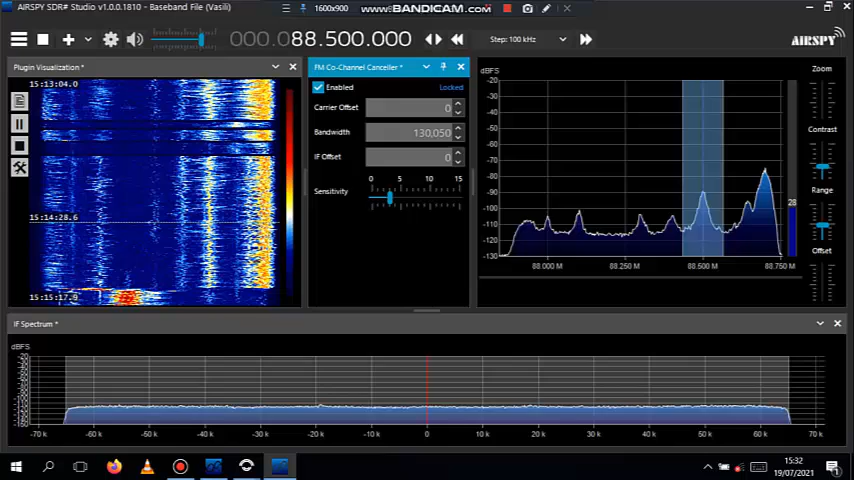 AIRSPY SDR# Studio v1.0.0.1810 - Baseband File (Vasili)
1600x900
www.BANDICAM.com
000.088.500.000
Step: 100 kHz
AIRSPY
Plugin Visualization*
15:13:04.0
15:14:28.6
15:15:17.9
FM Co-Channel Canceller *
Enabled
Locked
Carrier Offset
0
Bandwidth
130,050
IF Offset
0
Sensitivity
0 5 10 15
dBFS
-20
-30
-40
-50
-60
-70
-80
-90
-100
-110
-120
-130
88.000 M
88.250 M
88.500 M
88.750 M
28
Zoom
Contrast
Range
Offset
IF Spectrum *
dBFS
-70 k
-60 k
-50 k
-40 k
-30 k
-20 k
-10 k
0
10 k
20 k
30 k
40 k
50 k
60 k
70 k
15:32
19/07/2021